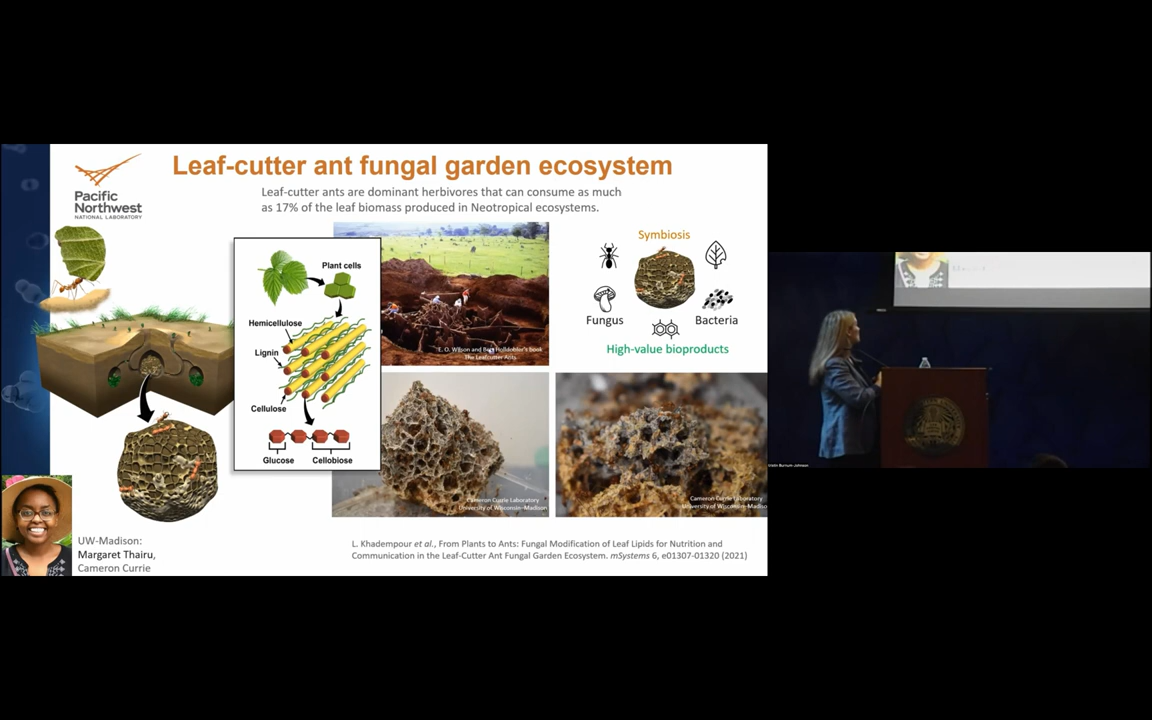 Leaf-cutter ant fungal garden ecosystem
Pacific
Northwest
NATIONAL LABORATORY
Leaf-cutter ants are dominant herbivores that can consume as much
as 17% of the leaf biomass produced in Neotropical ecosystems.
Plant cells
Hemicellulose
Lignin
Cellulose
Glucose
Cellobiose
E. O. Wilson and Bert Holldobler's book
The Leafcutter Ants
Symbiosis
Fungus
Bacteria
High-value bioproducts
Cameron Currie Laboratory
University of Wisconsin–Madison
Cameron Currie Laboratory
University of Wisconsin–Madiso
UW-Madison:
Margaret Thairu,
Cameron Currie
L. Khadempour et al., From Plants to Ants: Fungal Modification of Leaf Lipids for Nutrition and
Communication in the Leaf-Cutter Ant Fungal Garden Ecosystem. mSystems 6, e01307-01320 (2021)
Kristin Burnum-Johnson